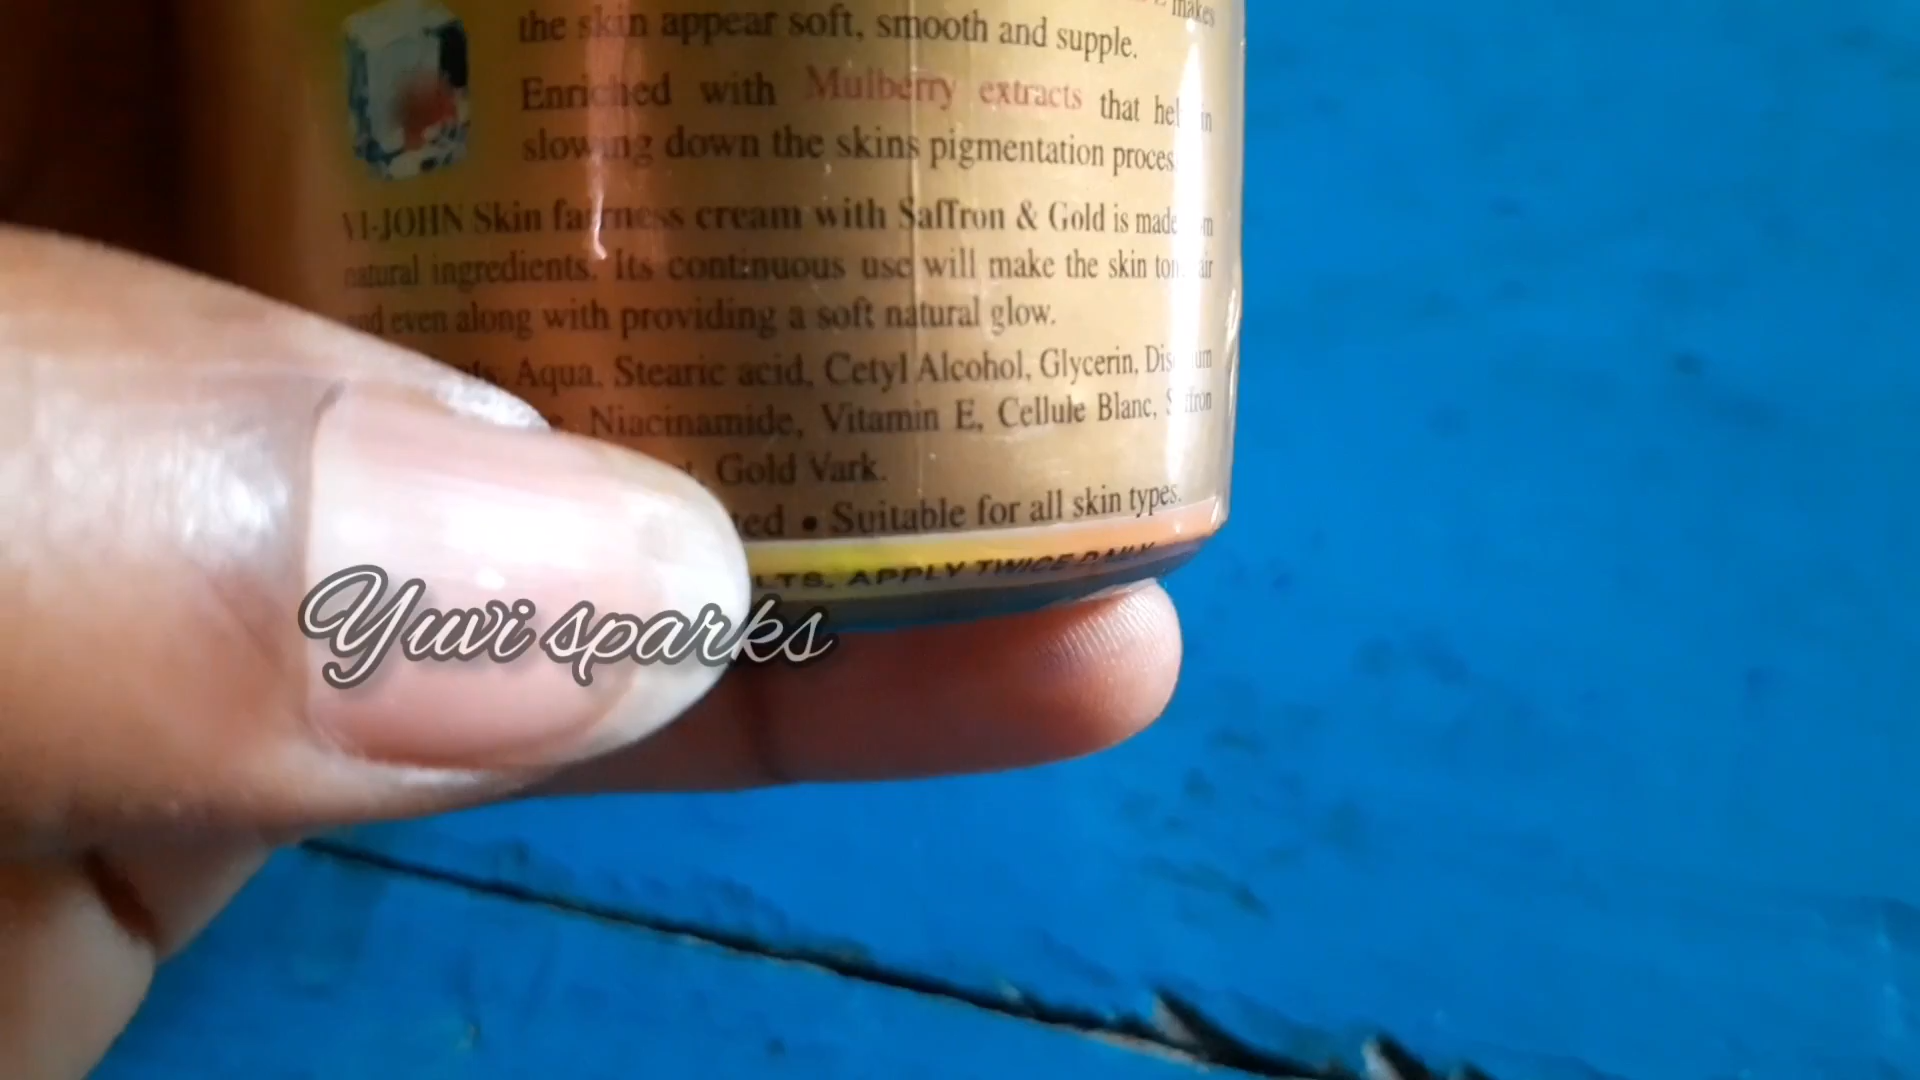 makes
the skin appear soft, smooth and supple.
Enriched with Mulberry extracts that in
slowing down the skins pigmentation
VI-JOHN Skin fairness cream with Saffron & Gold is made
natural ingredients. Its continuous use will make the skin
and even along with providing a soft natural glow.
Aqua, Stearic acid, Cetyl Alcohol, Glycerin,
Niacinamide, Vitamin E, Cellule Blanc,
Gold Vark.
• Suitable for all skin types.
APPLY TWICE DAILY
Yuvi sparks